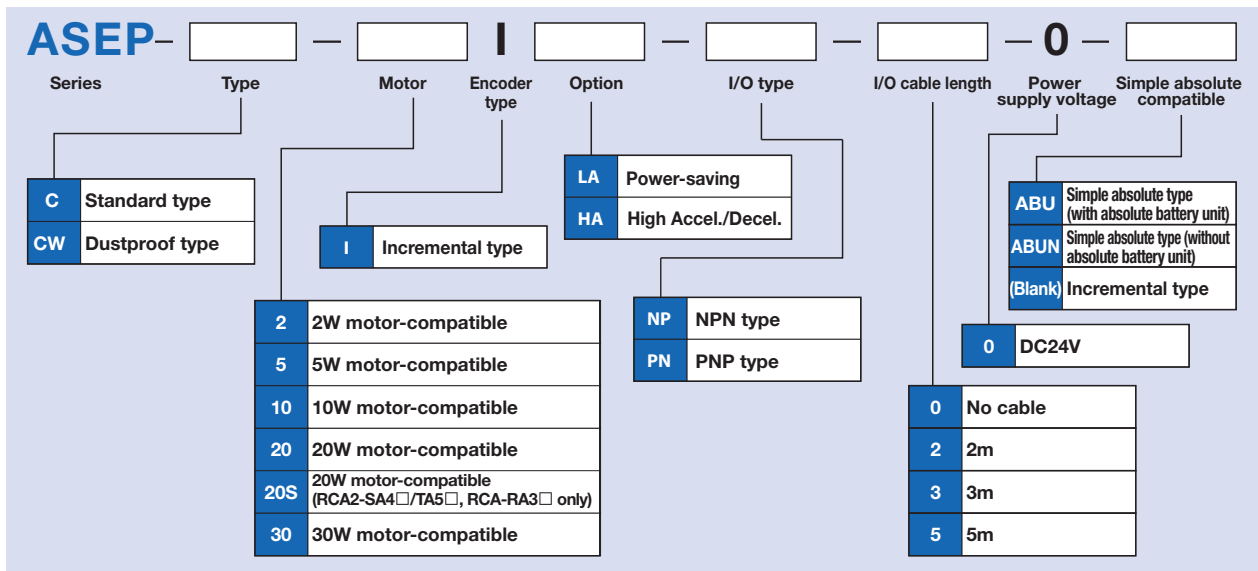 ASEP– — I — — — 0 —
Series Type Motor Encoder type Option I/O type I/O cable length Power supply voltage Simple absolute compatible
C Standard type
CW Dustproof type
I Incremental type
LA Power-saving
HA High Accel./Decel.
ABU Simple absolute type
(with absolute battery unit)
ABUN Simple absolute type (without
absolute battery unit)
(Blank) Incremental type
2 2W motor-compatible
5 5W motor-compatible
10 10W motor-compatible
20 20W motor-compatible
20S 20W motor-compatible
(RCA2-SA4□/TA5□, RCA-RA3□ only)
30 30W motor-compatible
NP NPN type
PN PNP type
0 DC24V
0 No cable
2 2m
3 3m
5 5m